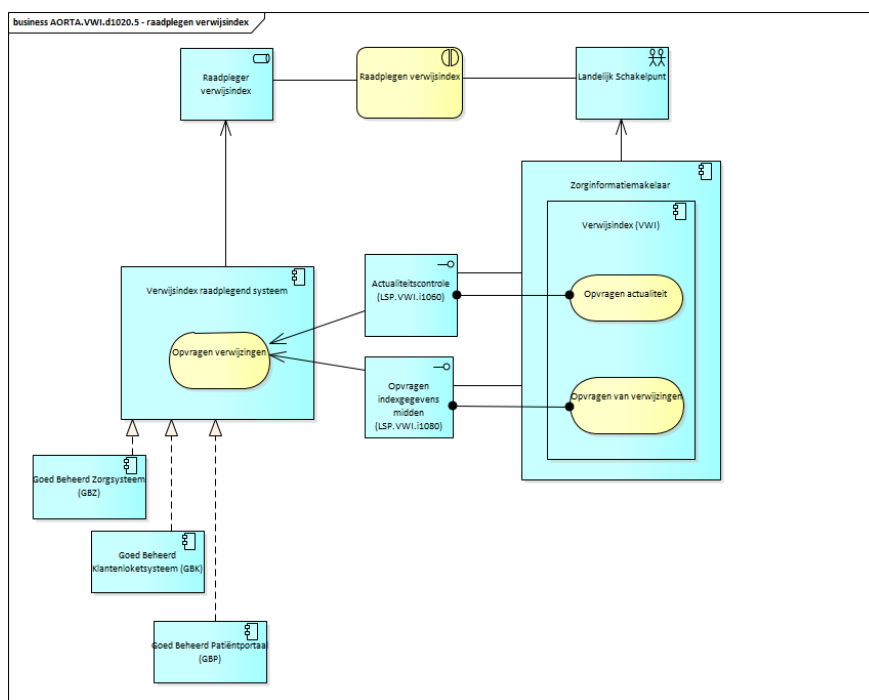 business AORTA.VWI.d1020.5 - raadplegen verwijsindex
Raadpleger
verwijsindex
Raadplegen verwijsindex
Landelijk Schakelpunt
Zorginformatiemakelaar
Verwijsindex (VWI)
Verwijsindex raadplegend systeem
Actualiteitscontrole
(LSP.VWI.i1060)
Opvragen actualiteit
Opvragen verwijzingen
Opvragen
indexgegevens
midden
(LSP.VWI.i1080)
Opvragen van verwijzingen
Goed Beheerd Zorgsysteem
(GBZ)
Goed Beheerd
Klantenloketsysteem (GBK)
Goed Beheerd Patiëntportaal
(GBP)